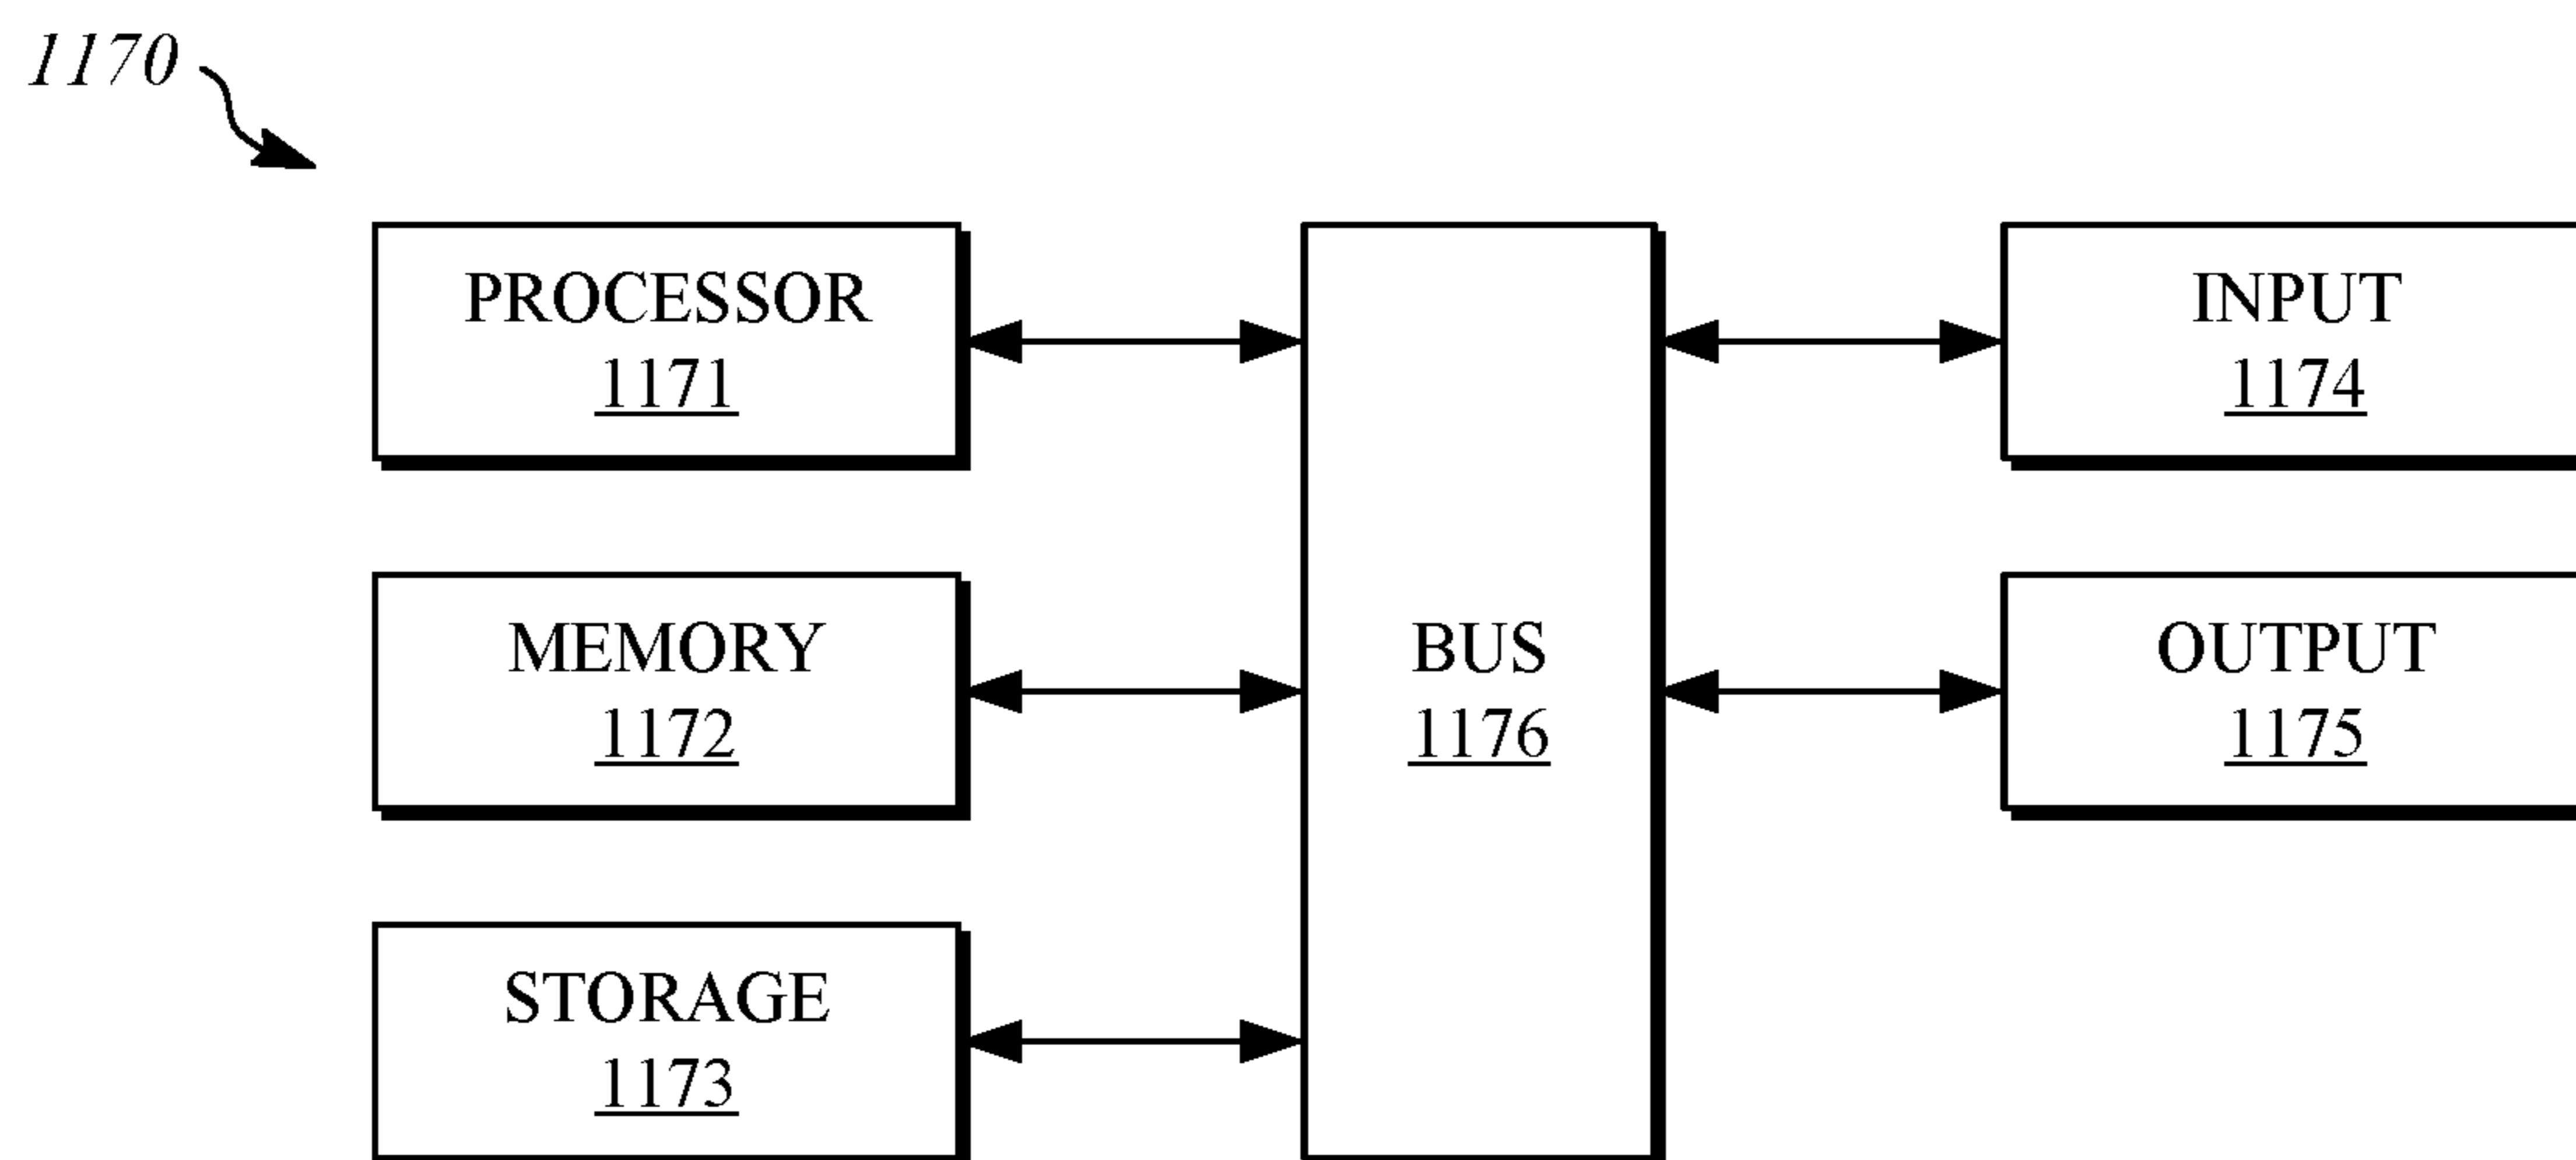 1170
PROCESSOR
1171
MEMORY
1172
STORAGE
1173
BUS
1176
INPUT
1174
OUTPUT
1175